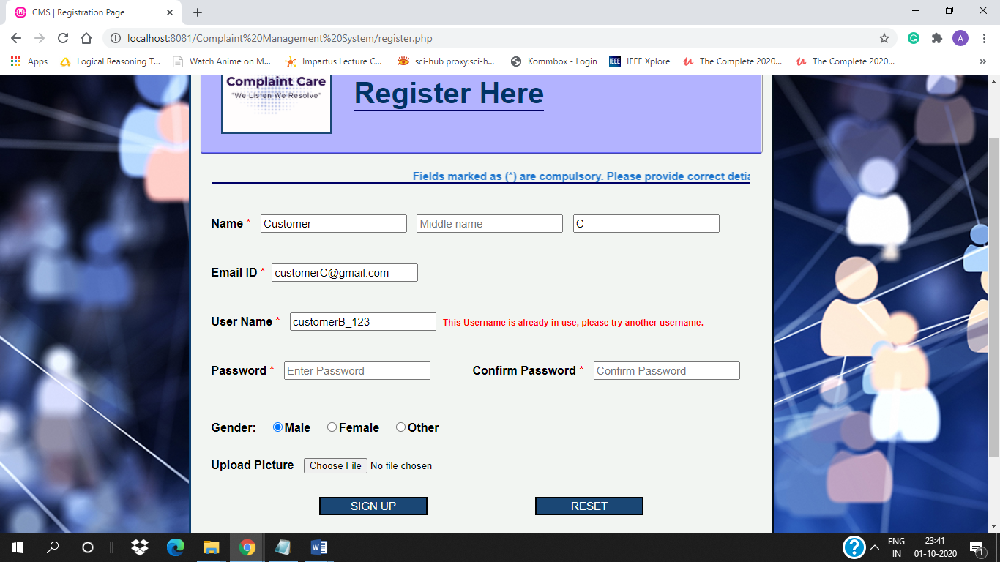 CMS | Registration Page
localhost:8081/Complaint%20Management%20System/register.php
A
Apps
Logical Reasoning T...
Watch Anime on M...
Impartus Lecture C...
sci-hub proxy:sci-h...
Kommbox - Login
IEEE
IEEE Xplore
The Complete 2020...
The Complete 2020...
»
Complaint Care
"We Listen We Resolve"
Register Here
Fields marked as (*) are compulsory. Please provide correct detia
Name * Customer Middle name C
Email ID * customerC@gmail.com
User Name * customerB_123 This Username is already in use, please try another username.
Password * Enter Password Confirm Password * Confirm Password
Gender: Male Female Other
Upload Picture Choose File No file chosen
SIGN UP RESET
ENG 23:41
IN 01-10-2020
1